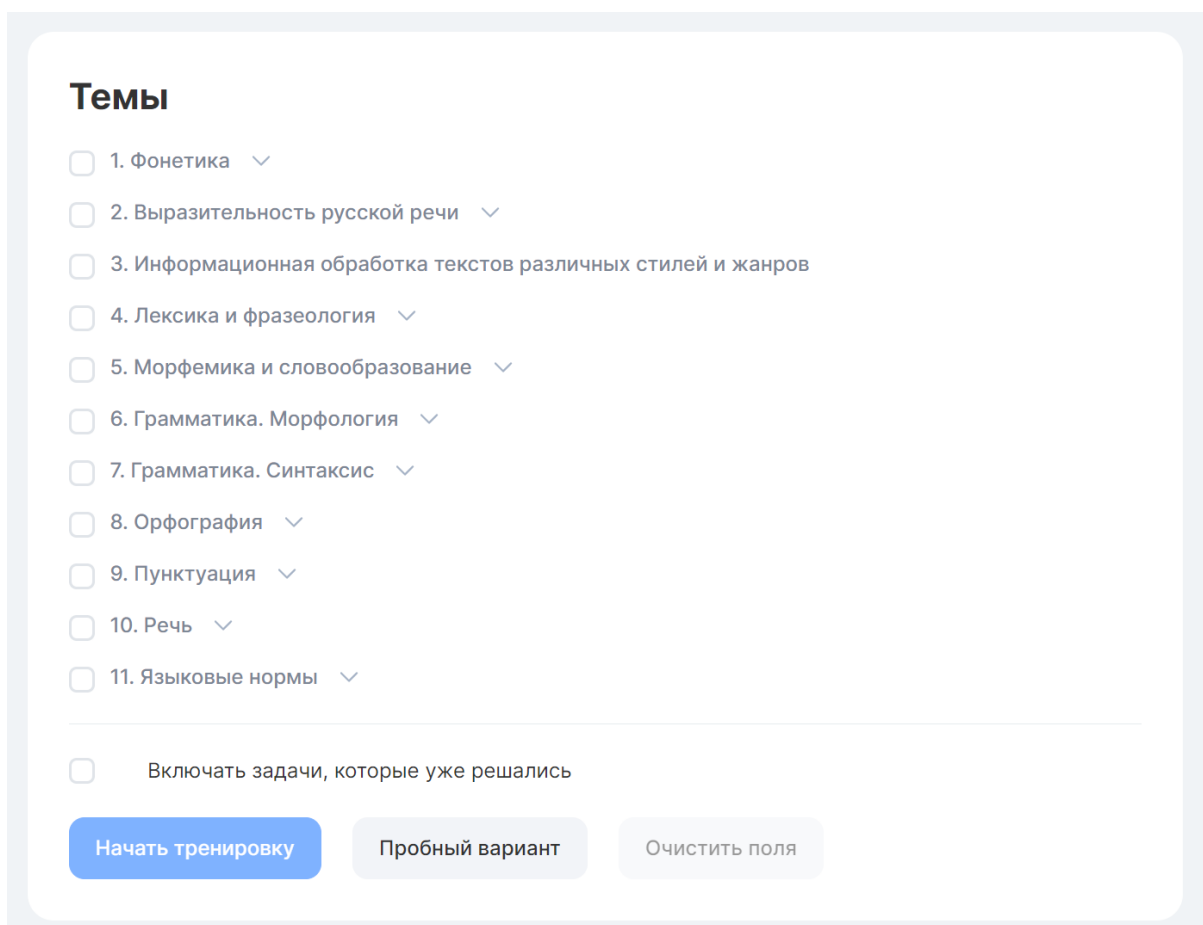 Темы
1. Фонетика
2. Выразительность русской речи
3. Информационная обработка текстов различных стилей и жанров
4. Лексика и фразеология
5. Морфемика и словообразование
6. Грамматика. Морфология
7. Грамматика. Синтаксис
8. Орфография
9. Пунктуация
10. Речь
11. Языковые нормы
Включать задачи, которые уже решались
Начать тренировку Пробный вариант Очистить поля